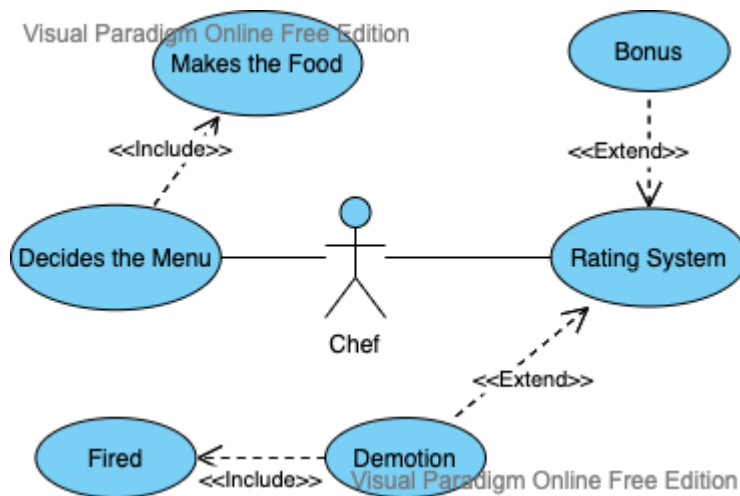 Visual Paradigm Online Free Edition
Makes the Food
Bonus
<<Include>>
<<Extend>>
Decides the Menu
Rating System
Chef
<<Extend>>
Fired
Demotion
<<Include>>
Visual Paradigm Online Free Edition